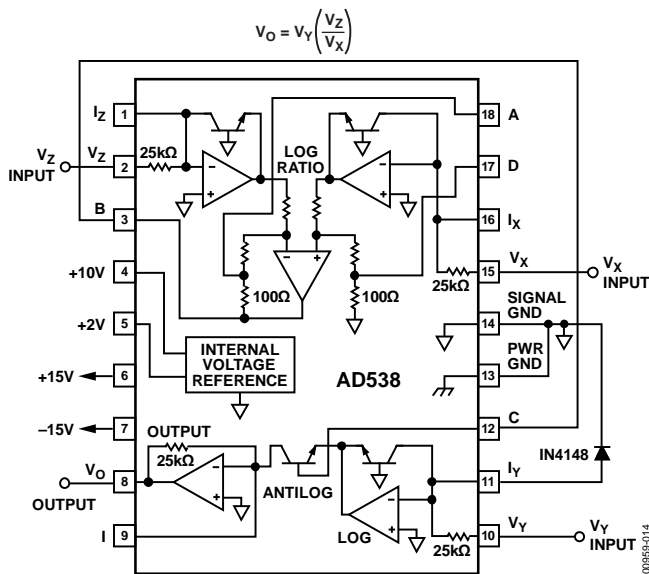 V_O = V_Y (V_Z / V_X)
I_Z 1
V_Z INPUT
V_Z 2
25kΩ
B 3
+10V 4
+2V 5
+15V 6
–15V 7
V_O 8
OUTPUT
I 9
LOG RATIO
100Ω
100Ω
INTERNAL VOLTAGE REFERENCE
AD538
OUTPUT
25kΩ
ANTILOG
LOG
25kΩ
25kΩ
18 A
17 D
16 I_X
15 V_X
V_X INPUT
14 SIGNAL GND
13 PWR GND
12 C
IN4148
11 I_Y
10 V_Y
V_Y INPUT
00959-014